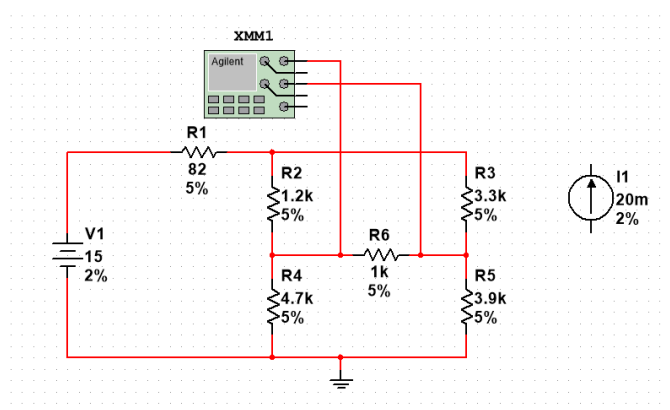 XMM1
Agilent
R1
82
5%
R2
1.2k
5%
R3
3.3k
5%
I1
20m
2%
V1
15
2%
R6
1k
5%
R4
4.7k
5%
R5
3.9k
5%